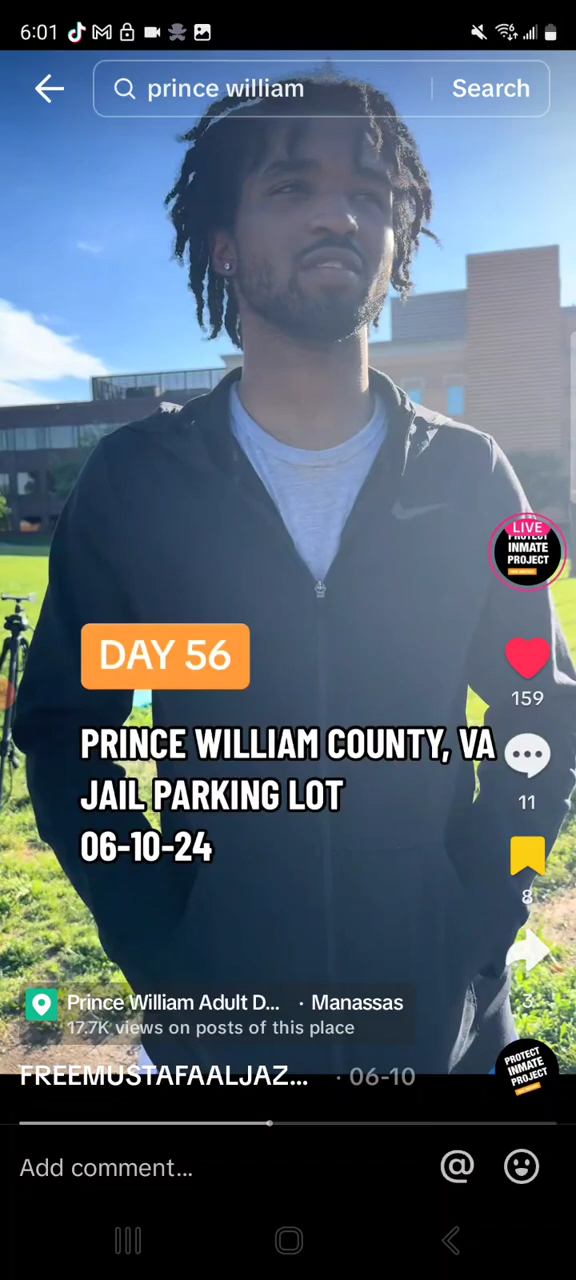 6:01
prince william
Search
LIVE
PROTECT
INMATE
PROJECT
DAY 56
159
PRINCE WILLIAM COUNTY, VA
JAIL PARKING LOT
11
06-10-24
8
3
Prince William Adult D... · Manassas
17.7K views on posts of this place
PROTECT
INMATE
PROJECT
FREEMUSTAFAALJAZ... · 06-10
Add comment...
@